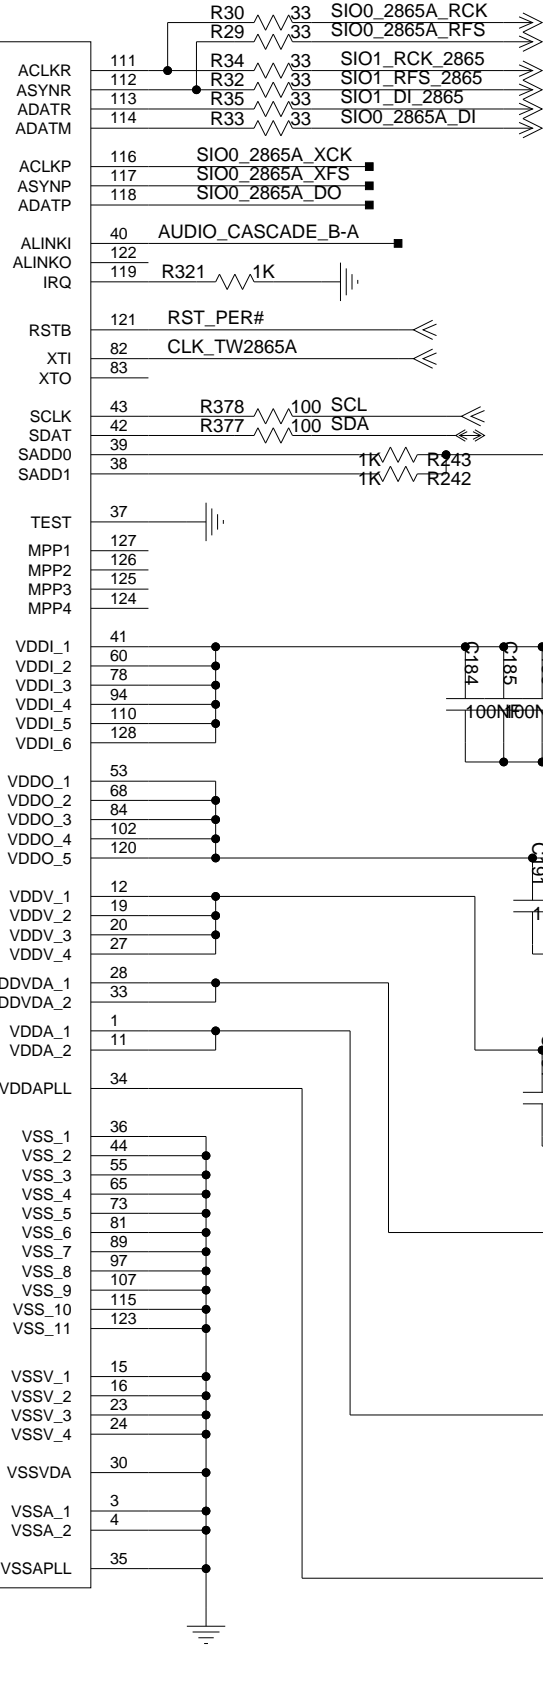 R30 33 SIO0_2865A_RCK
R29 33 SIO0_2865A_RFS
ACLKR 111 R34 33 SIO1_RCK_2865
ASYNR 112 R32 33 SIO1_RFS_2865
ADATR 113 R35 33 SIO1_DI_2865
ADATM 114 R33 33 SIO0_2865A_DI
ACLKP 116 SIO0_2865A_XCK
ASYNP 117 SIO0_2865A_XFS
ADATP 118 SIO0_2865A_DO
ALINKI 40 AUDIO_CASCADE_B-A
ALINKO 122
IRQ 119 R321 1K
RSTB 121 RST_PER#
XTI 82 CLK_TW2865A
XTO 83
SCLK 43 R378 100 SCL
SDAT 42 R377 100 SDA
SADD0 39 1K R243
SADD1 38 1K R242
TEST 37
MPP1 127
MPP2 126
MPP3 125
MPP4 124
VDDI_1 41
VDDI_2 60
VDDI_3 78
VDDI_4 94
VDDI_5 110
VDDI_6 128
C184 C185
100NF 100N
VDDO_1 53
VDDO_2 68
VDDO_3 84
VDDO_4 102
VDDO_5 120
C191
VDDV_1 12
VDDV_2 19
VDDV_3 20
VDDV_4 27
DDVDA_1 28
DDVDA_2 33
VDDA_1 1
VDDA_2 11
VDDAPLL 34
VSS_1 36
VSS_2 44
VSS_3 55
VSS_4 65
VSS_5 73
VSS_6 81
VSS_7 89
VSS_8 97
VSS_9 107
VSS_10 115
VSS_11 123
VSSV_1 15
VSSV_2 16
VSSV_3 23
VSSV_4 24
VSSVDA 30
VSSA_1 3
VSSA_2 4
VSSAPLL 35